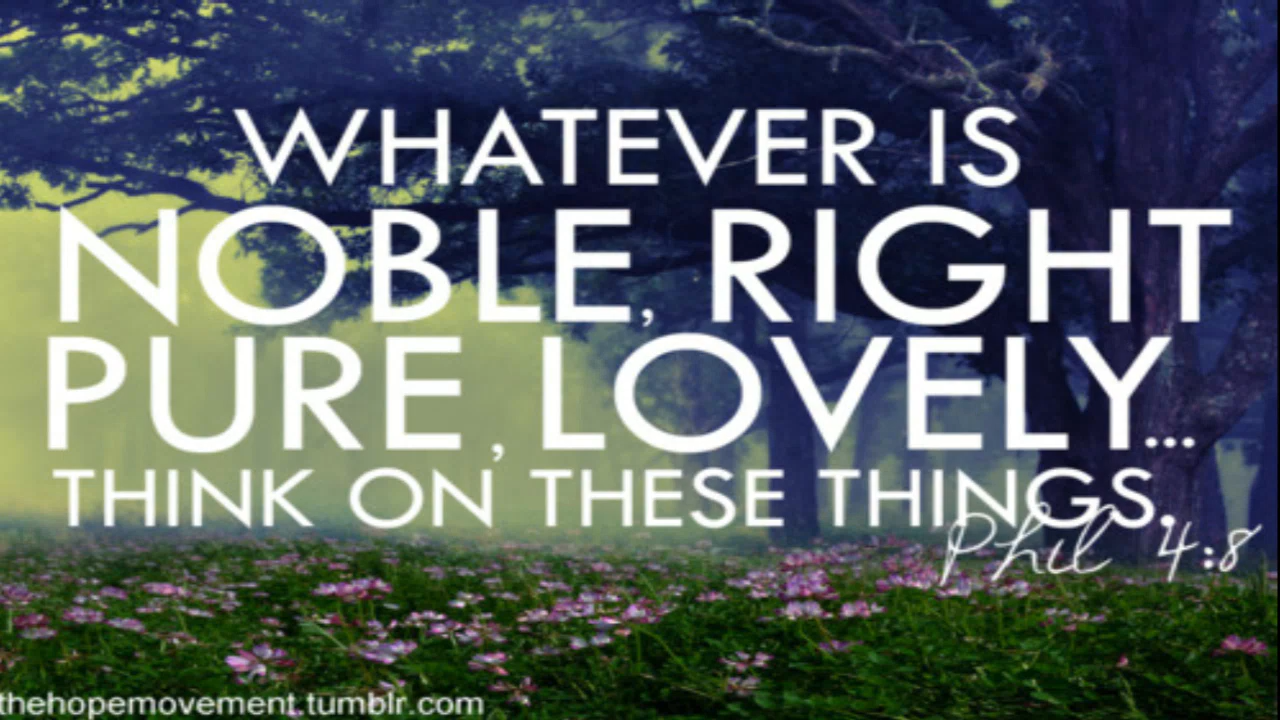 WHATEVER IS
NOBLE, RIGHT
PURE, LOVELY...
THINK ON THESE THINGS.
Phil 4:8
thehopemovement.tumblr.com